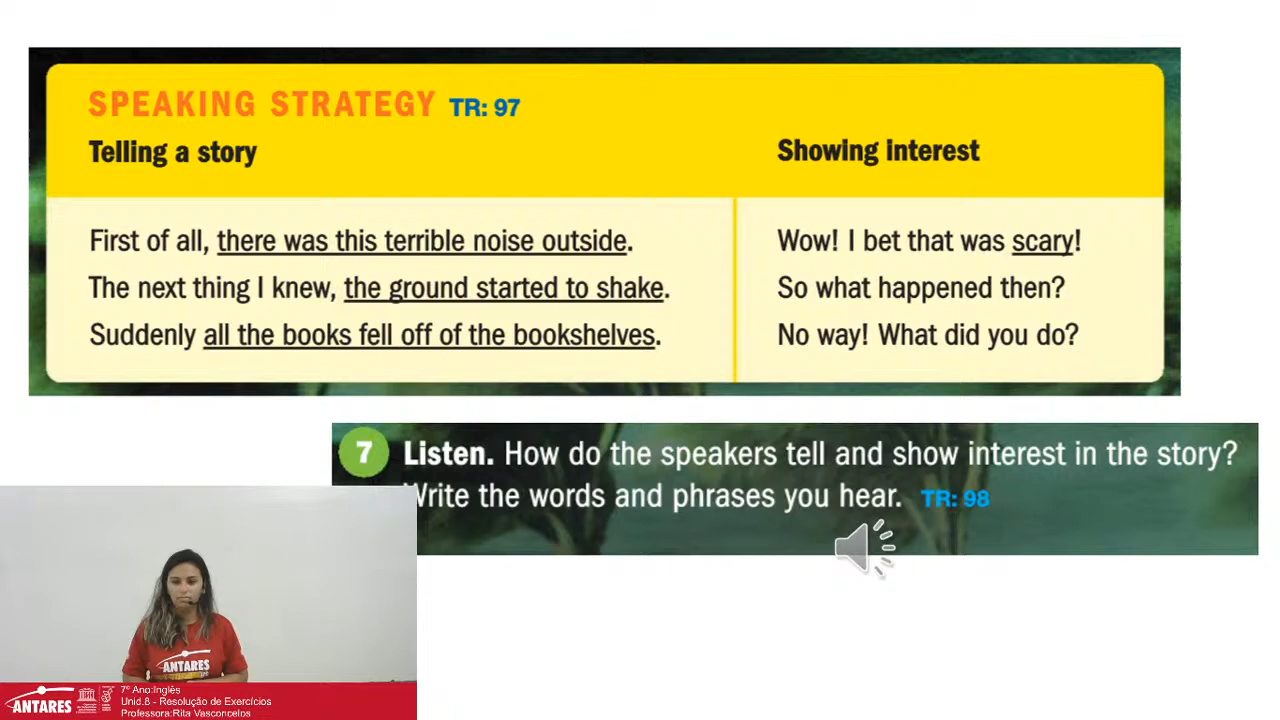 SPEAKING STRATEGY TR: 97
Telling a story
Showing interest
First of all, there was this terrible noise outside.
Wow! I bet that was scary!
The next thing I knew, the ground started to shake.
So what happened then?
Suddenly all the books fell off of the bookshelves.
No way! What did you do?
7 Listen. How do the speakers tell and show interest in the story?
Write the words and phrases you hear. TR: 98
ANTARES
ANTARES
7º Ano:Inglês
Unid.8 - Resolução de Exercícios
Professora:Rita Vasconcelos